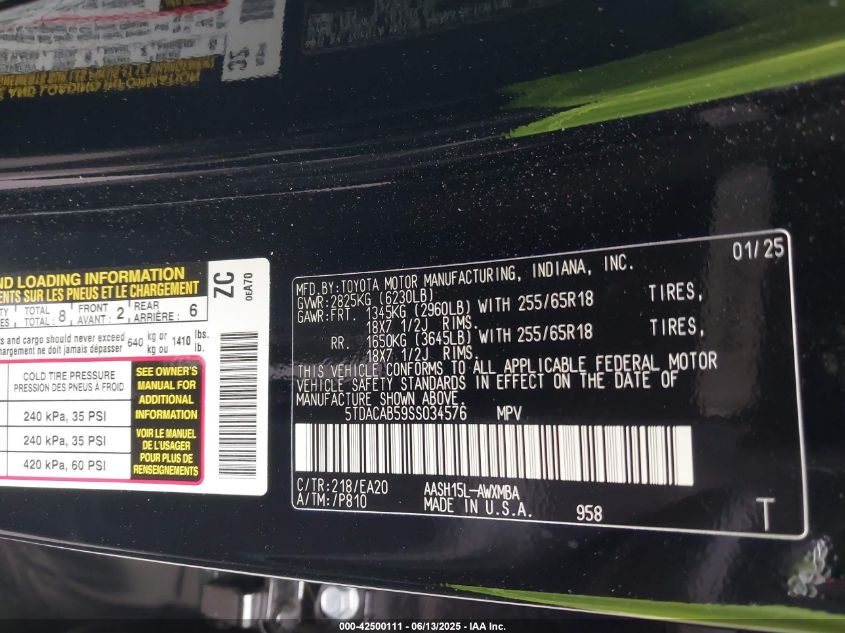 ND LOADING INFORMATION
ENTS SUR LES PNEUS ET LE CHARGEMENT
TOTAL : 8 FRONT AVANT : 2 REAR ARRIÈRE : 6
s and cargo should never exceed 640 kg or 1410 lbs.
chargement ne doit jamais dépasser kg ou lb.
COLD TIRE PRESSURE
PRESSION DES PNEUS À FROID
240 kPa, 35 PSI
240 kPa, 35 PSI
420 kPa, 60 PSI
SEE OWNER'S
MANUAL FOR
ADDITIONAL
INFORMATION
VOIR LE MANUEL
DE L'USAGER
POUR PLUS DE
RENSEIGNEMENTS
ZC
0EA70
01/25
MFD. BY: TOYOTA MOTOR MANUFACTURING, INDIANA, INC.
GVWR: 2825KG (6230LB)
GAWR: FRT. 1345KG (2960LB) WITH 255/65R18 TIRES,
18X7 1/2J RIMS.
RR. 1650KG (3645LB) WITH 255/65R18 TIRES,
18X7 1/2J RIMS.
THIS VEHICLE CONFORMS TO ALL APPLICABLE FEDERAL MOTOR
VEHICLE SAFETY STANDARDS IN EFFECT ON THE DATE OF
MANUFACTURE SHOWN ABOVE.
5TDACAB59SS034576 MPV
C/TR: 218/EA20 AASH15L-AWXMBA
A/TM: /P810 MADE IN U.S.A. 958
T
000-42500111 - 06/13/2025 - IAA Inc.